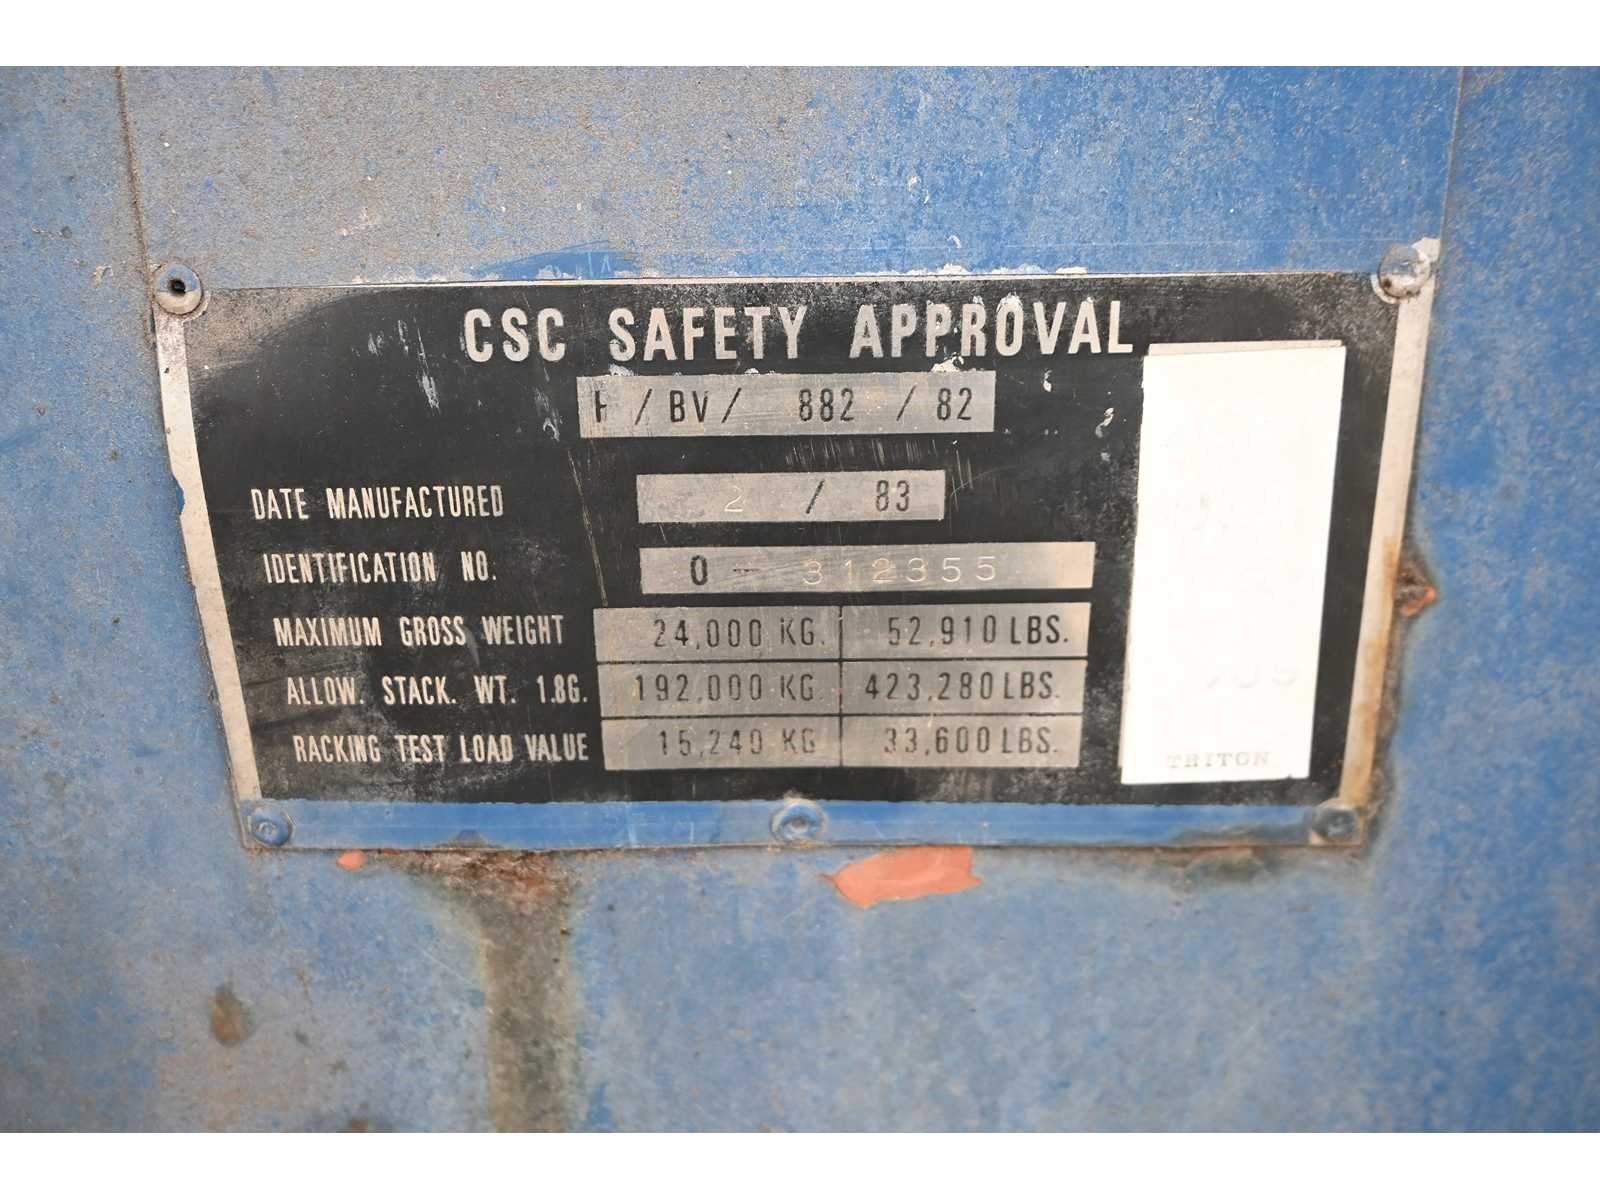 CSC SAFETY APPROVAL
F / BV / 882 / 82
DATE MANUFACTURED 2 / 83
IDENTIFICATION NO. 0 - 312355
MAXIMUM GROSS WEIGHT 24,000 KG. 52,910 LBS.
ALLOW. STACK. WT. 1.8G. 192,000 KG 423,280 LBS.
RACKING TEST LOAD VALUE 15,240 KG 33,600 LBS.
TRITON